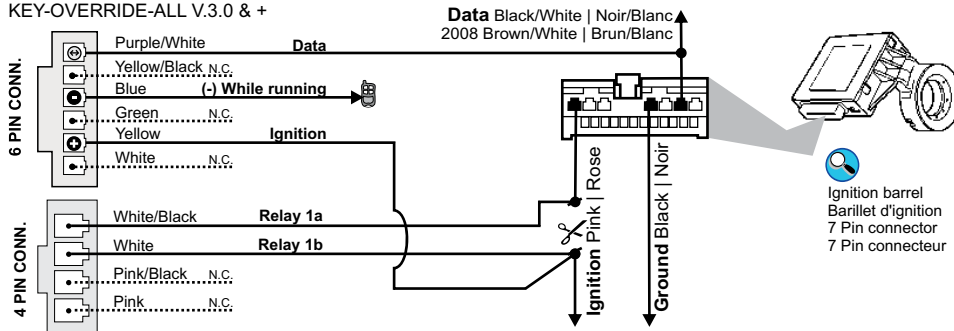 KEY-OVERRIDE-ALL V.3.0 & +
Data Black/White | Noir/Blanc
2008 Brown/White | Brun/Blanc
6 PIN CONN.
Purple/White Data
Yellow/Black N.C.
Blue (-) While running
Green N.C.
Yellow Ignition
White N.C.
4 PIN CONN.
White/Black Relay 1a
White Relay 1b
Pink/Black N.C.
Pink N.C.
Ignition Pink | Rose
Ground Black | Noir
Ignition barrel
Barillet d'ignition
7 Pin connector
7 Pin connecteur